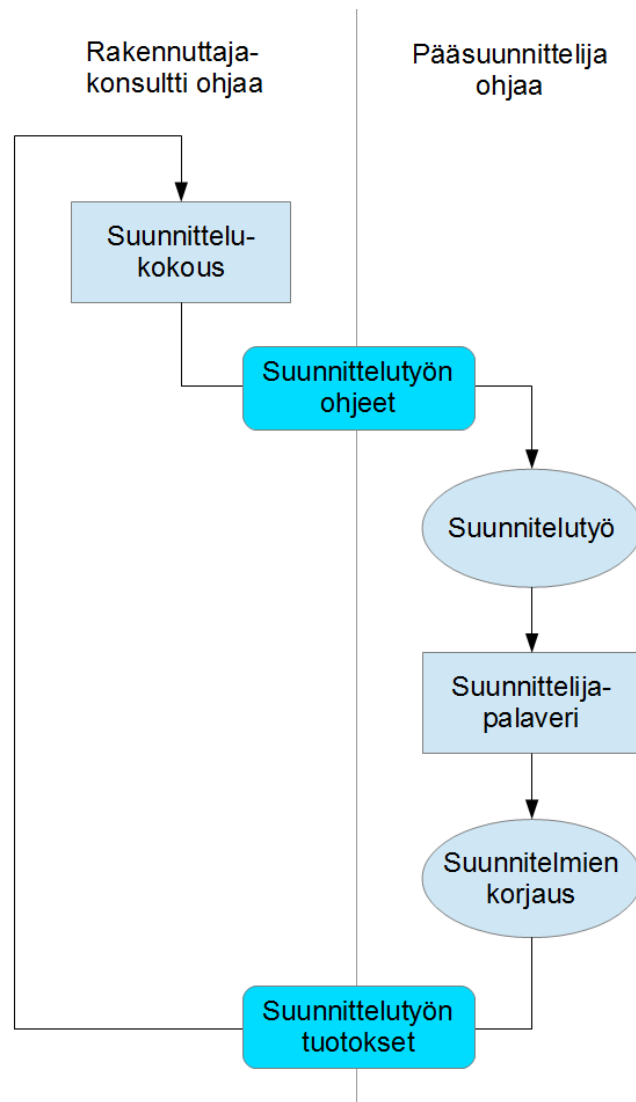 Rakennuttaja-
konsultti ohjaa
Pääsuunnittelija
ohjaa
Suunnittelu-
kokous
Suunnittelutyön
ohjeet
Suunnitelutyö
Suunnittelija-
palaveri
Suunnitelmien
korjaus
Suunnittelutyön
tuotokset